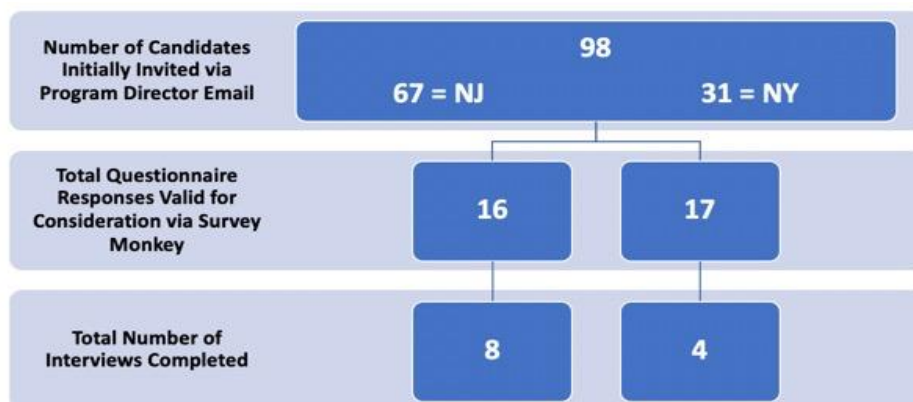 Number of Candidates
Initially Invited via
Program Director Email
98
67 = NJ
31 = NY
Total Questionnaire
Responses Valid for
Consideration via Survey
Monkey
16
17
Total Number of
Interviews Completed
8
4